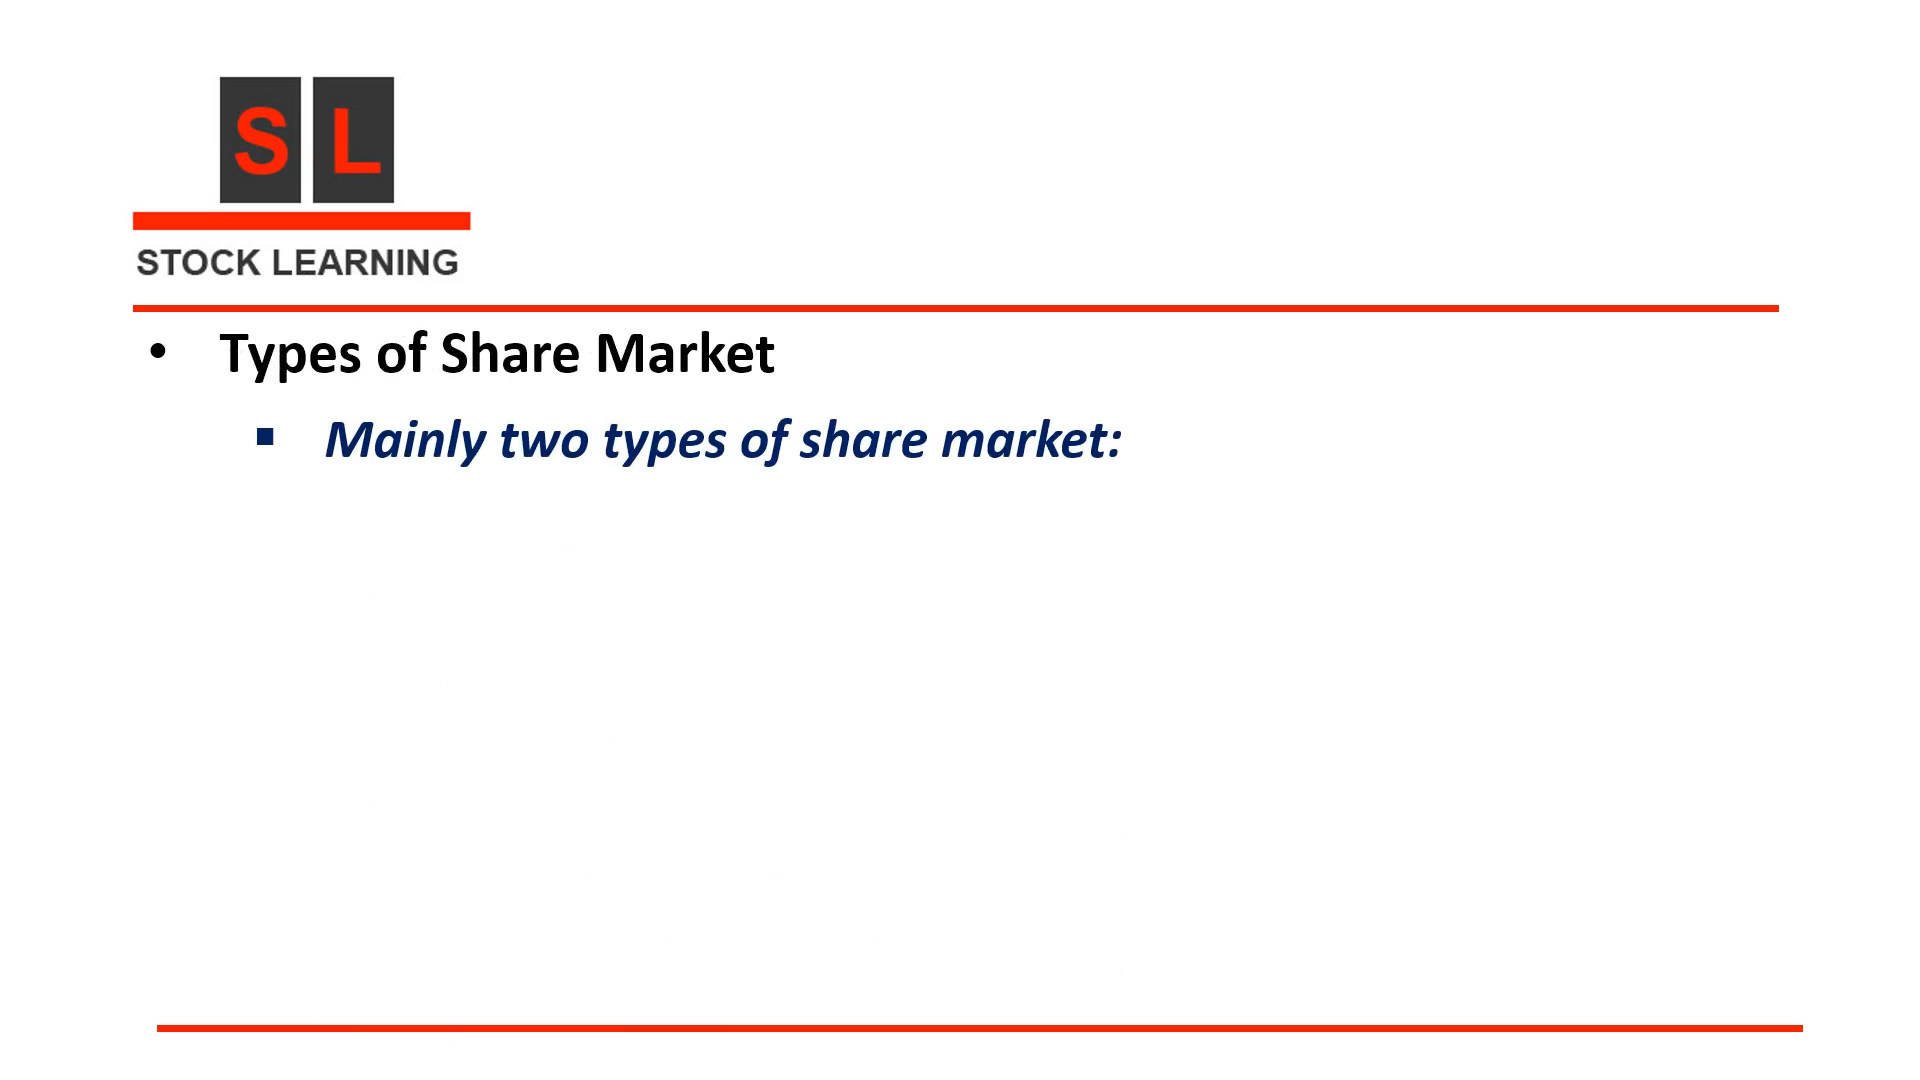 S L
STOCK LEARNING
• Types of Share Market
▪ Mainly two types of share market: